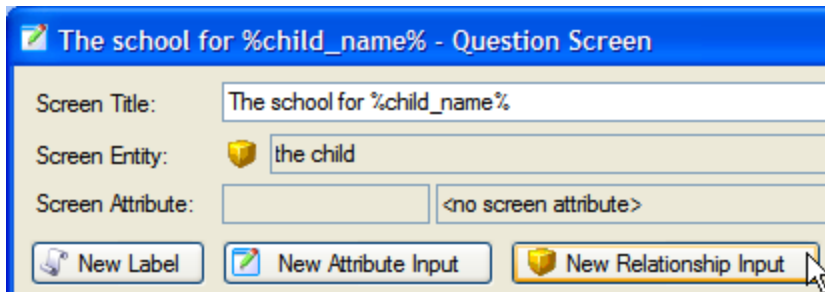 The school for %child_name% - Question Screen
Screen Title: The school for %child_name%
Screen Entity: the child
Screen Attribute: <no screen attribute>
New Label New Attribute Input New Relationship Input